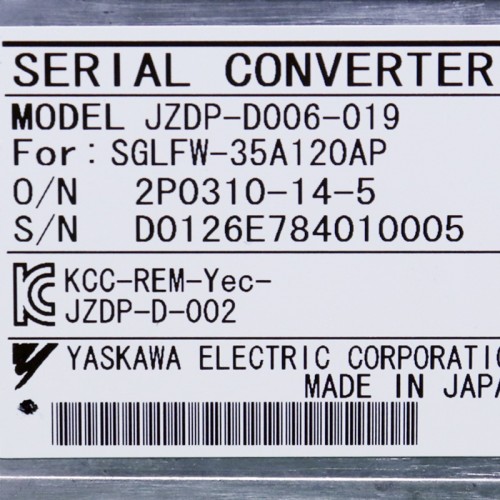 SERIAL CONVERTER
MODEL JZDP-D006-019
For: SGLFW-35A120AP
O/N 2P0310-14-5
S/N D0126E784010005
KCC-REM-Yec-
JZDP-D-002
YASKAWA ELECTRIC CORPORATIO
MADE IN JAPA